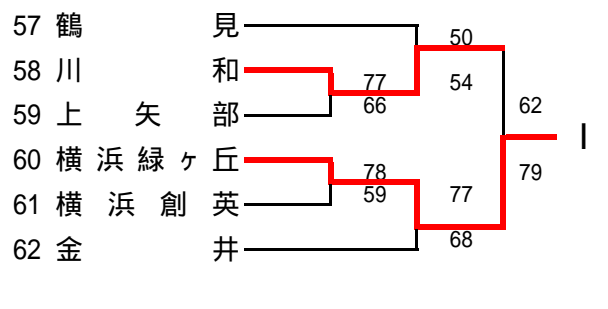 57 鶴 見
50
58 川 和
77
54
66
59 上 矢 部
62
I
60 横 浜 緑 ヶ 丘
78
79
59
77
61 横 浜 創 英
68
62 金 井